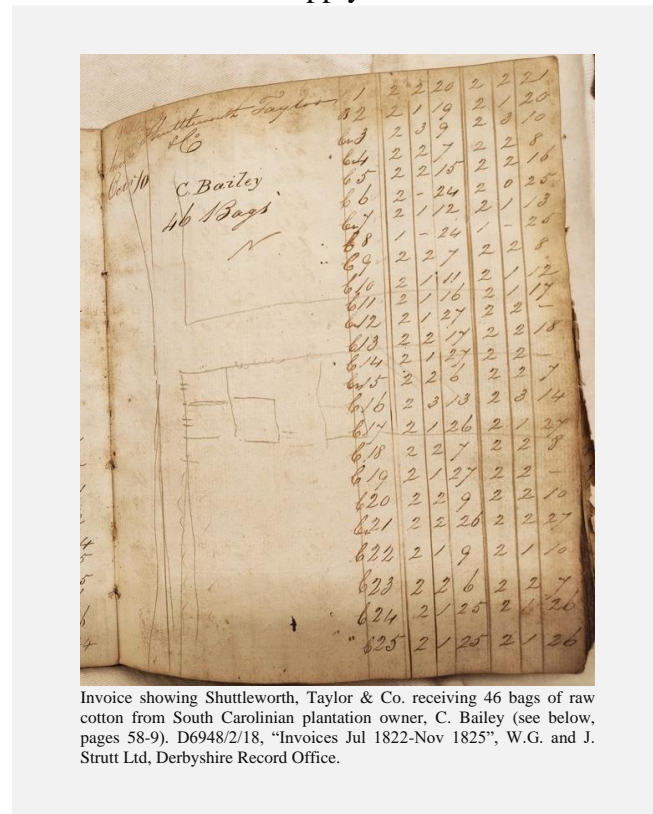 Shuttleworth Taylor
& Co
Oct 10
C. Bailey
46 Bags
1 2 2 20 2 2 21
2 2 1 19 2 1 20
3 2 3 9 2 3 10
4 2 2 7 2 2 8
5 2 2 15 2 2 16
6 2 - 24 2 0 25
7 2 1 12 2 1 13
8 1 - 24 1 - 25
9 2 2 7 2 2 8
10 2 1 11 2 1 12
11 2 1 16 2 1 17
12 2 1 27 2 2 -
13 2 2 17 2 2 18
14 2 1 27 2 2 -
15 2 2 6 2 2 7
16 2 3 13 2 3 14
17 2 1 26 2 1 27
18 2 2 7 2 2 8
19 2 1 27 2 2 -
20 2 2 9 2 2 10
21 2 2 26 2 2 27
22 2 1 9 2 1 10
23 2 2 6 2 2 7
24 2 1 25 2 26
25 2 1 25 2 1 26
Invoice showing Shuttleworth, Taylor & Co. receiving 46 bags of raw
cotton from South Carolinian plantation owner, C. Bailey (see below,
pages 58-9). D6948/2/18, “Invoices Jul 1822-Nov 1825”, W.G. and J.
Strutt Ltd, Derbyshire Record Office.